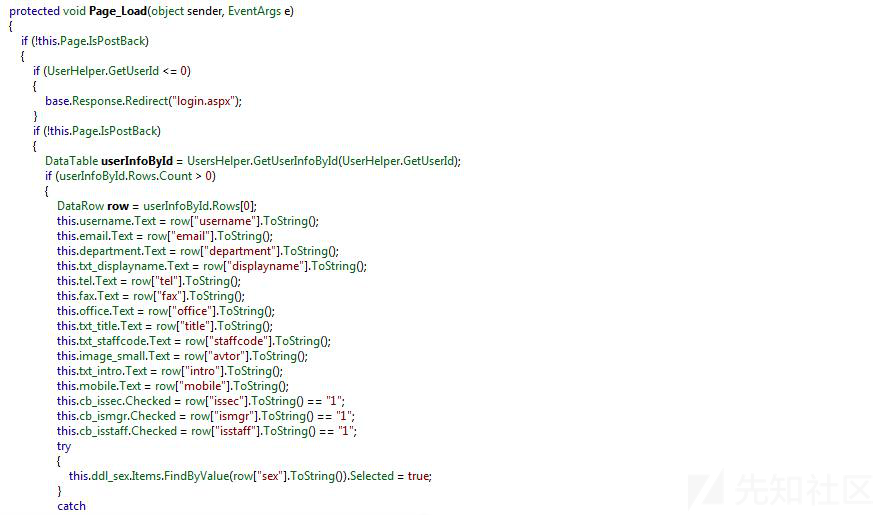 protected void Page_Load(object sender, EventArgs e)
{
if (!this.Page.IsPostBack)
{
if (UserHelper.GetUserId <= 0)
{
base.Response.Redirect("login.aspx");
}
if (!this.Page.IsPostBack)
{
DataTable userInfoById = UsersHelper.GetUserInfoById(UserHelper.GetUserId);
if (userInfoById.Rows.Count > 0)
{
DataRow row = userInfoById.Rows[0];
this.username.Text = row["username"].ToString();
this.email.Text = row["email"].ToString();
this.department.Text = row["department"].ToString();
this.txt_displayname.Text = row["displayname"].ToString();
this.tel.Text = row["tel"].ToString();
this.fax.Text = row["fax"].ToString();
this.office.Text = row["office"].ToString();
this.txt_title.Text = row["title"].ToString();
this.txt_staffcode.Text = row["staffcode"].ToString();
this.image_small.Text = row["avtor"].ToString();
this.txt_intro.Text = row["intro"].ToString();
this.mobile.Text = row["mobile"].ToString();
this.cb_issec.Checked = row["issec"].ToString() == "1";
this.cb_ismgr.Checked = row["ismgr"].ToString() == "1";
this.cb_isstaff.Checked = row["isstaff"].ToString() == "1";
try
{
this.ddl_sex.Items.FindByValue(row["sex"].ToString()).Selected = true;
}
catch
先知社区